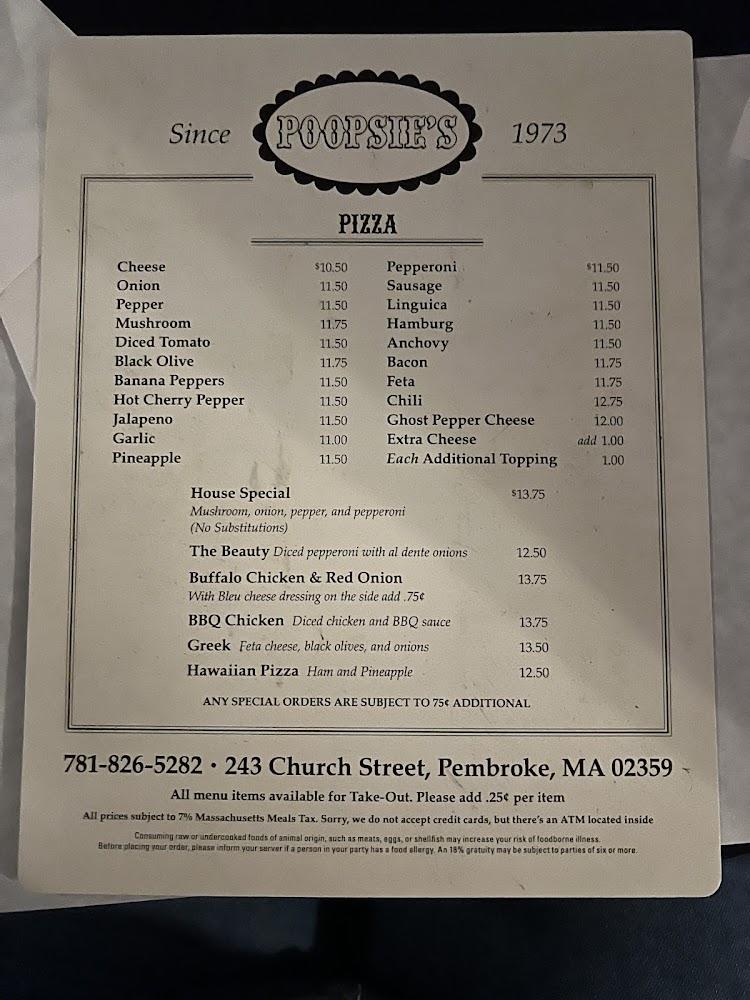 Since POOPSIE'S 1973
PIZZA
Cheese $10.50 Pepperoni $11.50
Onion 11.50 Sausage 11.50
Pepper 11.50 Linguica 11.50
Mushroom 11.75 Hamburg 11.50
Diced Tomato 11.50 Anchovy 11.50
Black Olive 11.75 Bacon 11.75
Banana Peppers 11.50 Feta 11.75
Hot Cherry Pepper 11.50 Chili 12.75
Jalapeno 11.50 Ghost Pepper Cheese 12.00
Garlic 11.00 Extra Cheese add 1.00
Pineapple 11.50 Each Additional Topping 1.00
House Special $13.75
Mushroom, onion, pepper, and pepperoni
(No Substitutions)
The Beauty Diced pepperoni with al dente onions 12.50
Buffalo Chicken & Red Onion 13.75
With Bleu cheese dressing on the side add .75¢
BBQ Chicken Diced chicken and BBQ sauce 13.75
Greek Feta cheese, black olives, and onions 13.50
Hawaiian Pizza Ham and Pineapple 12.50
ANY SPECIAL ORDERS ARE SUBJECT TO 75¢ ADDITIONAL
781-826-5282 • 243 Church Street, Pembroke, MA 02359
All menu items available for Take-Out. Please add .25¢ per item
All prices subject to 7% Massachusetts Meals Tax. Sorry, we do not accept credit cards, but there's an ATM located inside
Consuming raw or undercooked foods of animal origin, such as meats, eggs, or shellfish may increase your risk of foodborne illness.
Before placing your order, please inform your server if a person in your party has a food allergy. An 18% gratuity may be subject to parties of six or more.